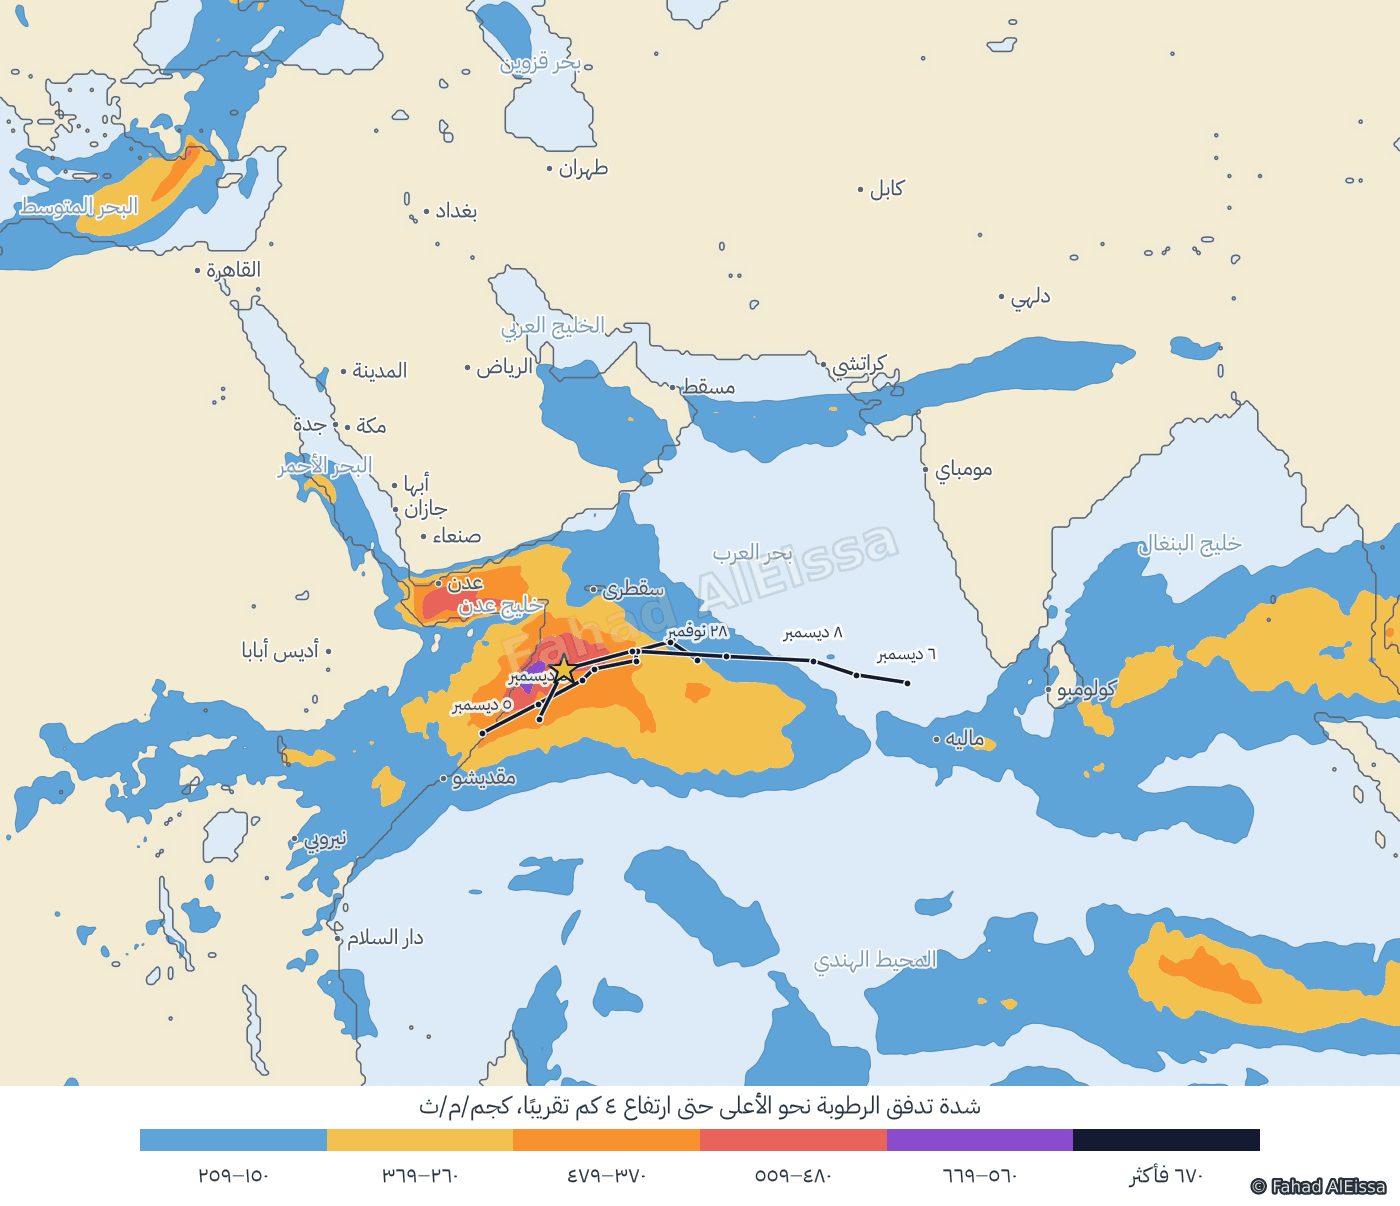 بحر قزوين
طهران
كابل
البحر المتوسط
بغداد
القاهرة
دلهي
الخليج العربي
المدينة
الرياض
كراتشي
مسقط
جدة
مكة
البحر الأحمر
أبها
مومباي
جازان
صنعاء
بحر العرب
خليج البنغال
عدن
سقطرى
خليج عدن
Fahad AlEissa
٢٨ نوفمبر
٨ ديسمبر
أديس أبابا
٦ ديسمبر
ديسمبر
كولومبو
٥ ديسمبر
ماليه
مقديشو
نيروبي
دار السلام
المحيط الهندي
شدة تدفق الرطوبة نحو الأعلى حتى ارتفاع ٤ كم تقريبًا، كجم/م/ث
١٥٠–٢٥٩
٢٦٠–٣٦٩
٣٧٠–٤٧٩
٤٨٠–٥٥٩
٥٦٠–٦٦٩
٦٧٠ فأكثر
© Fahad AlEissa